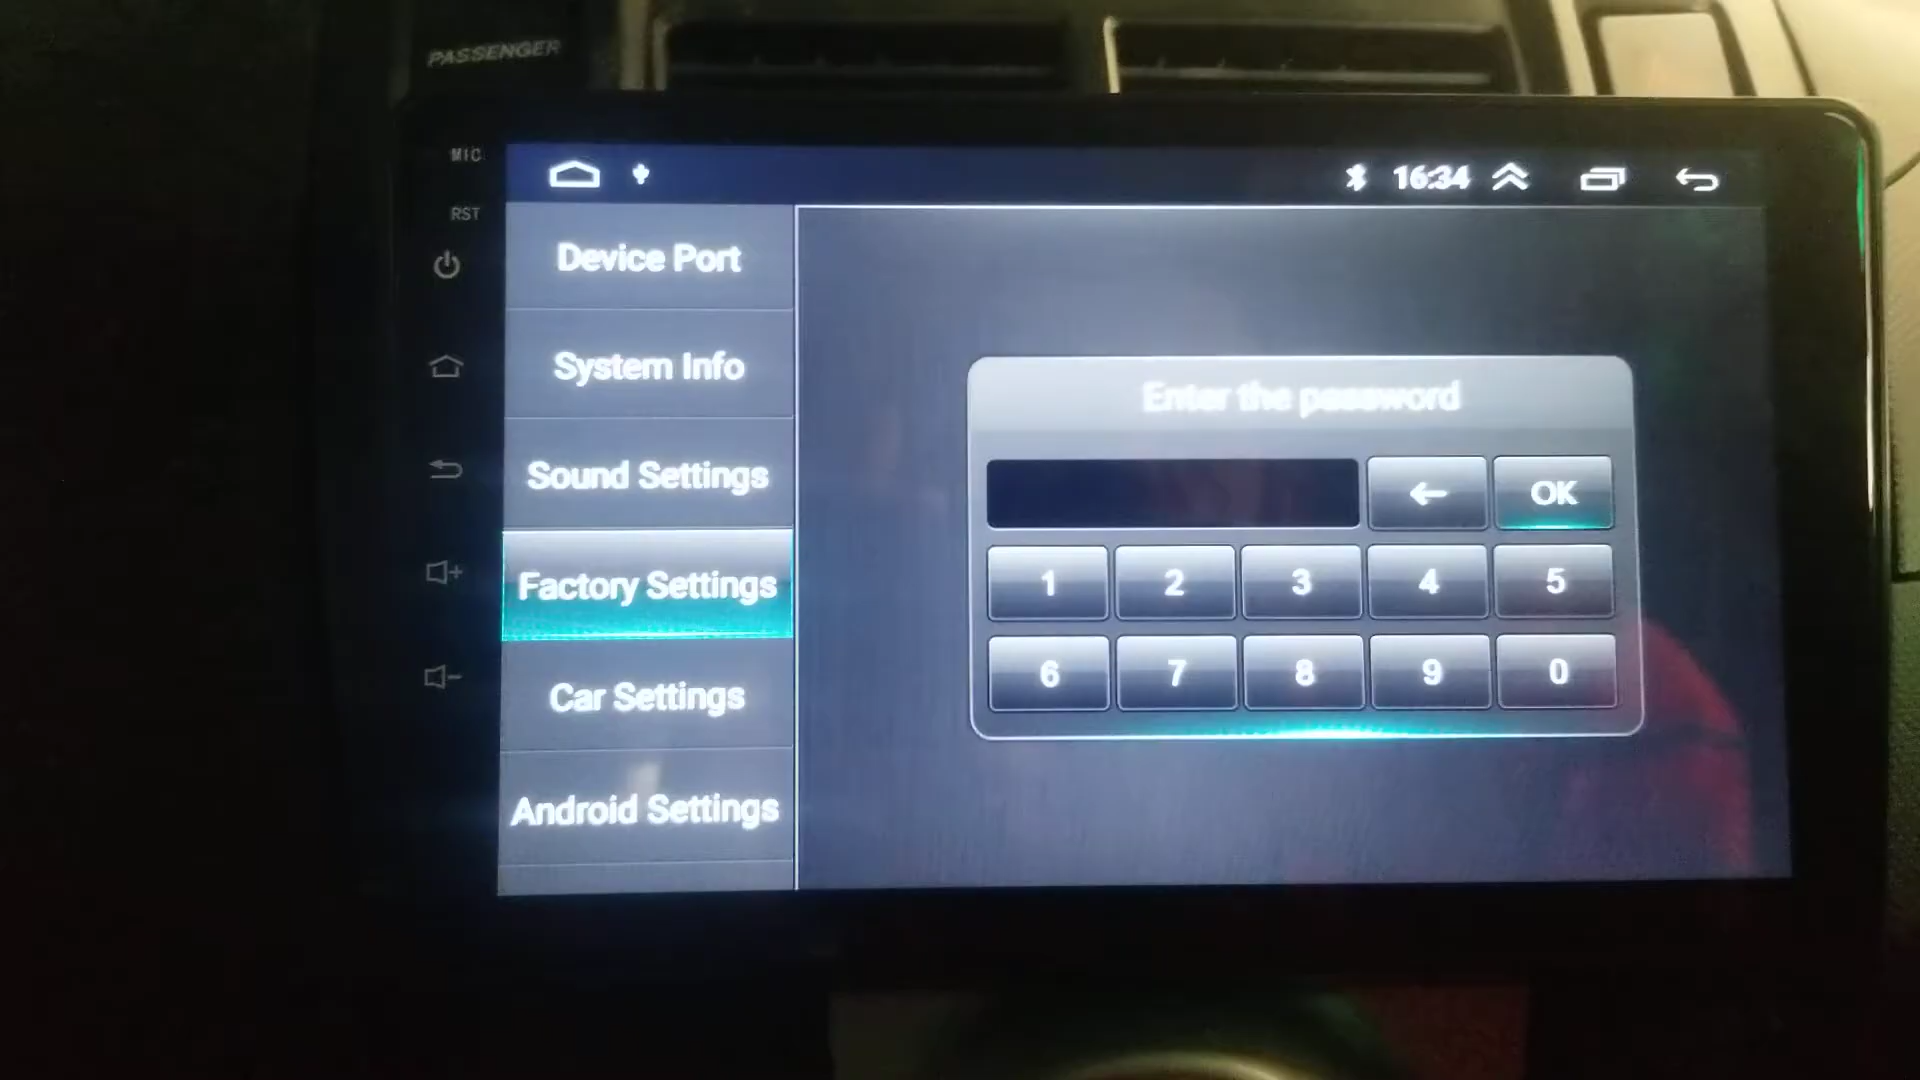 PASSENGER
MIC
RST
16:34
Device Port
System Info
Sound Settings
Factory Settings
Car Settings
Android Settings
Enter the password
OK
1 2 3 4 5
6 7 8 9 0